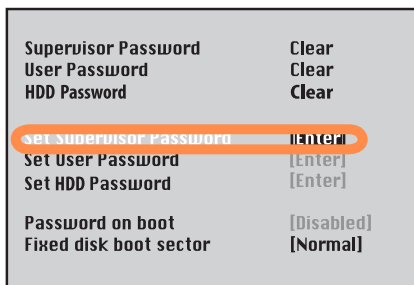 Supervisor Password Clear
User Password Clear
HDD Password Clear
Set Supervisor Password [Enter]
Set User Password [Enter]
Set HDD Password [Enter]
Password on boot [Disabled]
Fixed disk boot sector [Normal]